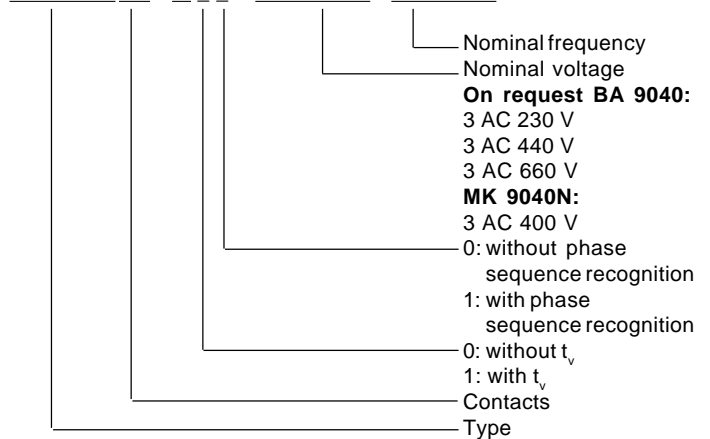 Nominal frequency
Nominal voltage
On request BA 9040:
3 AC 230 V
3 AC 440 V
3 AC 660 V
MK 9040N:
3 AC 400 V
0: without phase
sequence recognition
1: with phase
sequence recognition
0: without tv
1: with tv
Contacts
Type